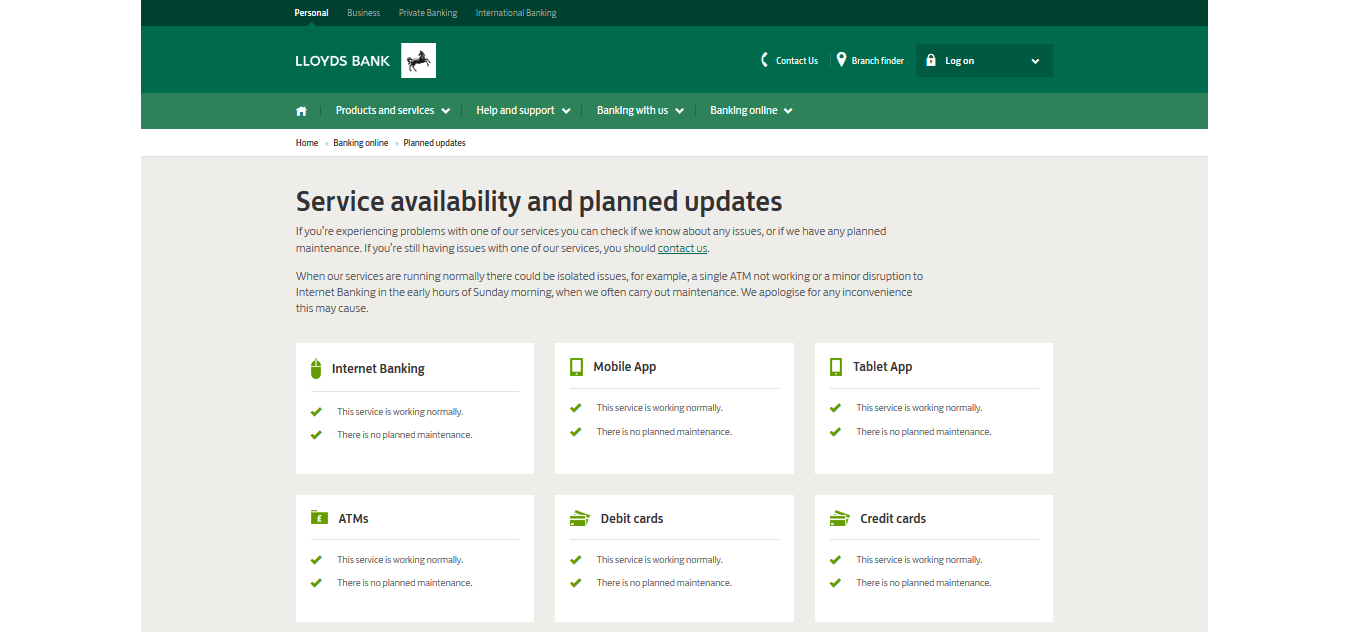 Personal Business Private Banking International Banking
LLOYDS BANK
Contact Us Branch finder Log on
Products and services Help and support Banking with us Banking online
Home » Banking online » Planned updates
Service availability and planned updates
If you're experiencing problems with one of our services you can check if we know about any issues, or if we have any planned
maintenance. If you're still having issues with one of our services, you should contact us.
When our services are running normally there could be isolated issues, for example, a single ATM not working or a minor disruption to
Internet Banking in the early hours of Sunday morning, when we often carry out maintenance. We apologise for any inconvenience
this may cause.
Internet Banking
This service is working normally.
There is no planned maintenance.
Mobile App
This service is working normally.
There is no planned maintenance.
Tablet App
This service is working normally.
There is no planned maintenance.
£ ATMs
This service is working normally.
There is no planned maintenance.
Debit cards
This service is working normally.
There is no planned maintenance.
Credit cards
This service is working normally.
There is no planned maintenance.